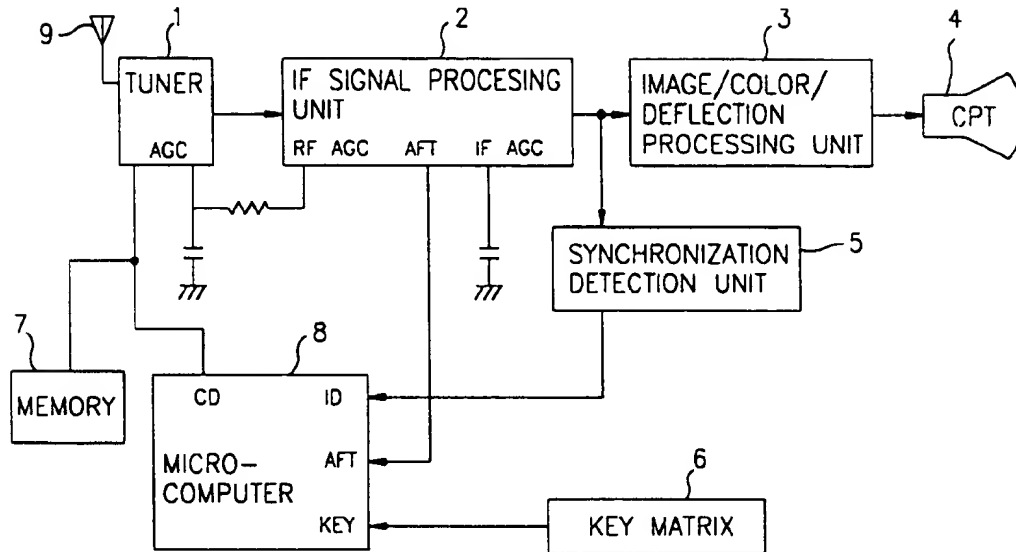 9
1
TUNER
AGC
2
IF SIGNAL PROCESING
UNIT
RF AGC AFT IF AGC
3
IMAGE/COLOR/
DEFLECTION
PROCESSING UNIT
4
CPT
SYNCHRONIZATION
DETECTION UNIT
5
7
MEMORY
8
CD ID
MICRO-
COMPUTER
AFT
KEY
6
KEY MATRIX